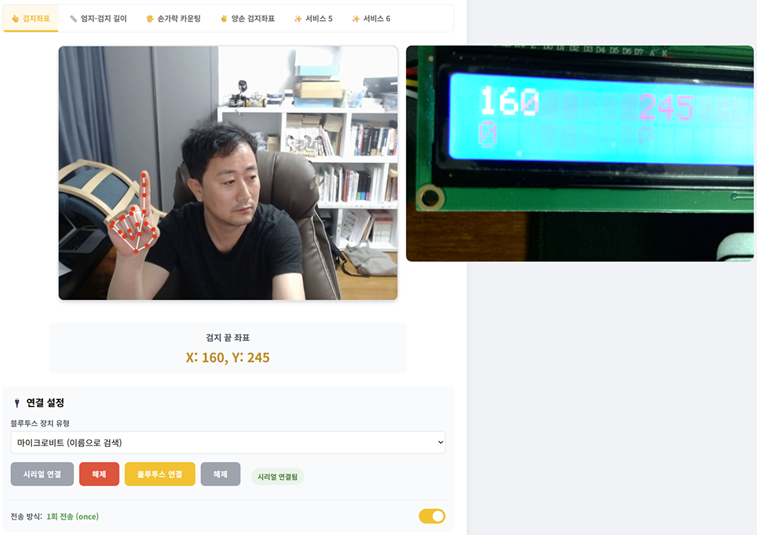 검지좌표 엄지-검지 길이 손가락 카운팅 양손 검지좌표 서비스 5 서비스 6
160 245
0 0
검지 끝 좌표
X: 160, Y: 245
연결 설정
블루투스 장치 유형
마이크로비트 (이름으로 검색)
시리얼 연결 해제 블루투스 연결 해제 시리얼 연결됨
전송 방식: 1회 전송 (once)